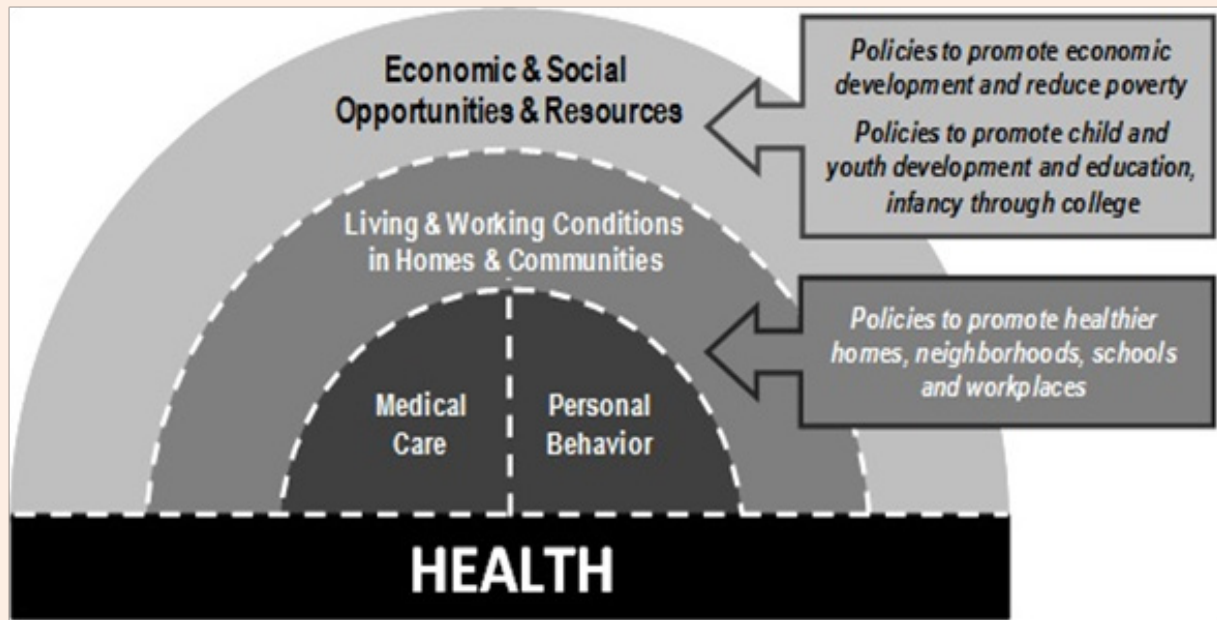 Economic & Social
Opportunities & Resources
Policies to promote economic
development and reduce poverty
Policies to promote child and
youth development and education,
infancy through college
Living & Working Conditions
in Homes & Communities
Policies to promote healthier
homes, neighborhoods, schools
and workplaces
Medical
Care
Personal
Behavior
HEALTH